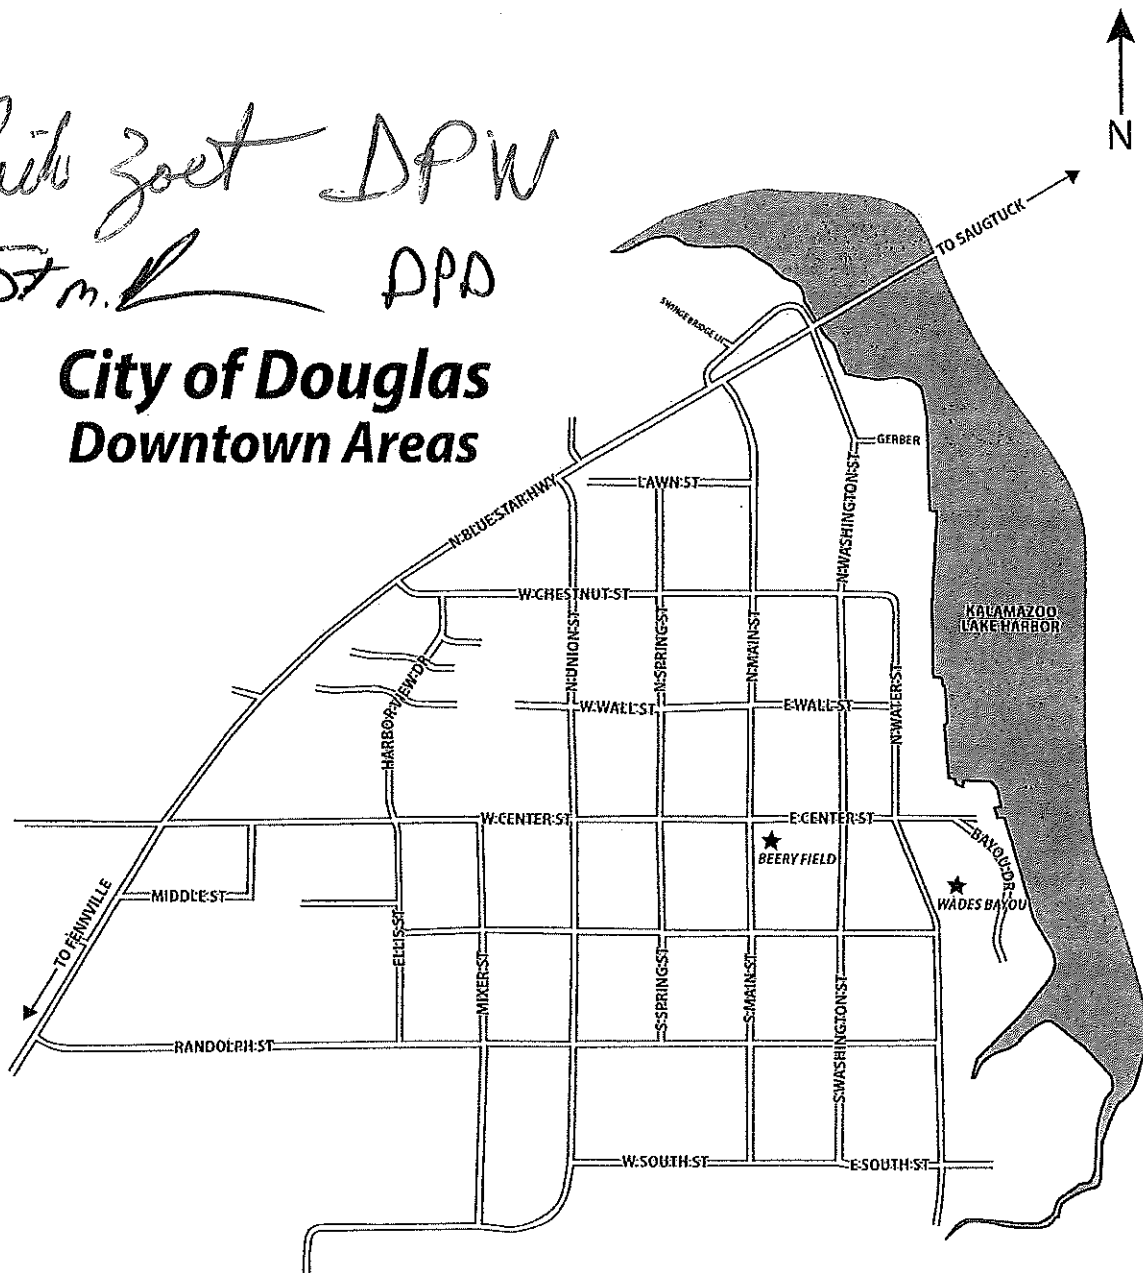 N
zoet DPW
DPD
City of Douglas
Downtown Areas
TO SAUGTUCK
SWINGEBRIDGE LN
GERBER
LAWN ST
N BLUE STAR HWY
N WASHINGTON ST
W CHESTNUT ST
KALAMAZOO
LAKE HARBOR
N UNION ST
N SPRING ST
N MAIN ST
HARBOR VIEW DR
N WATER ST
W WALL ST
E WALL ST
W CENTER ST
E CENTER ST
BEERY FIELD
BAYOU DR
WADES BAYOU
MIDDLE ST
TO FENNVILLE
ELLIS ST
MIXER ST
S SPRING ST
S MAIN ST
S WASHINGTON ST
RANDOLPH ST
W SOUTH ST
E SOUTH ST